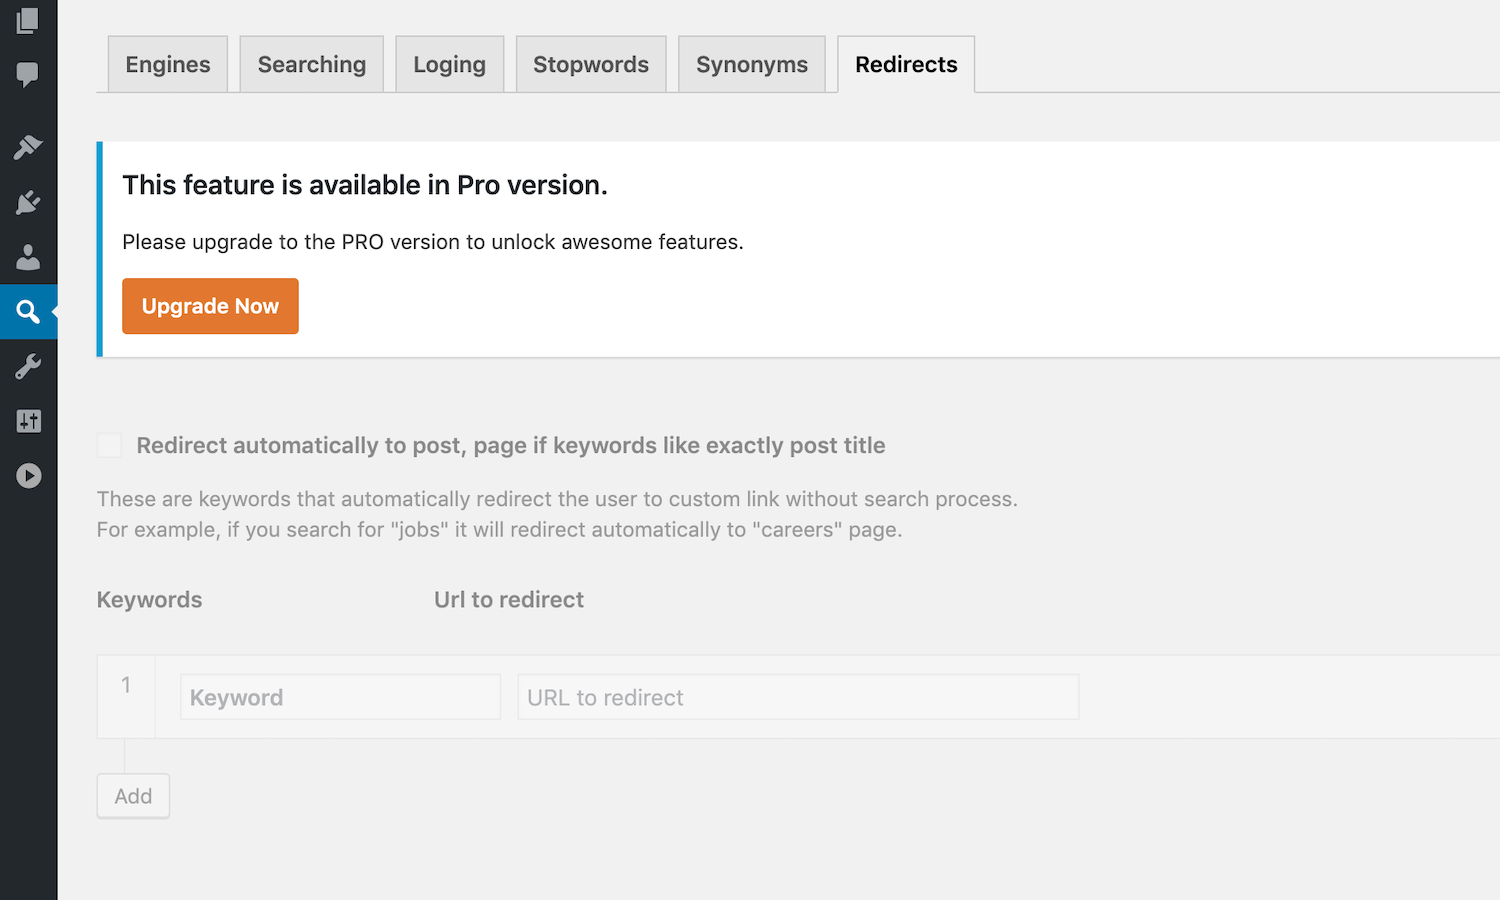 Engines Searching Loging Stopwords Synonyms Redirects
This feature is available in Pro version.
Please upgrade to the PRO version to unlock awesome features.
Upgrade Now
Redirect automatically to post, page if keywords like exactly post title
These are keywords that automatically redirect the user to custom link without search process.
For example, if you search for "jobs" it will redirect automatically to "careers" page.
Keywords Url to redirect
1 Keyword URL to redirect
Add